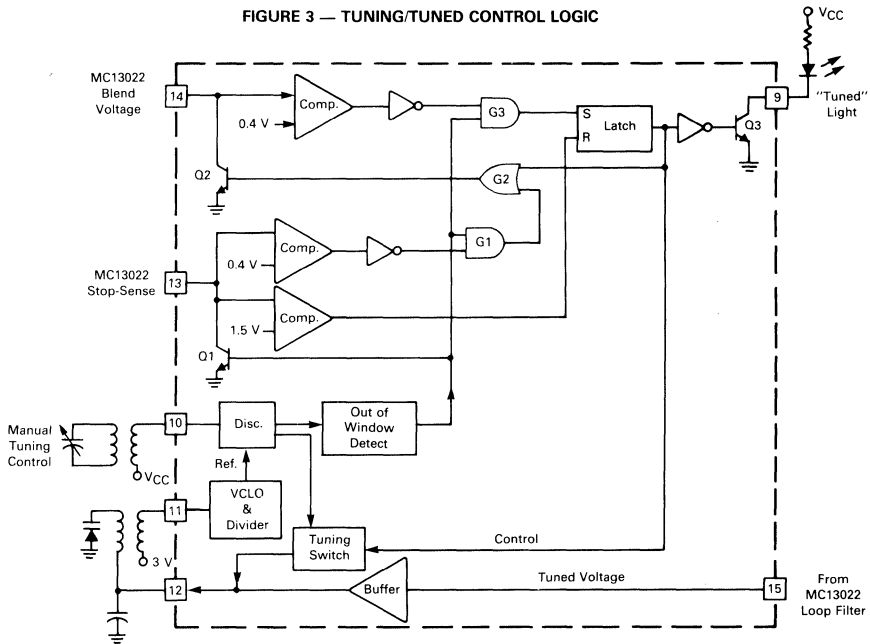 FIGURE 3 — TUNING/TUNED CONTROL LOGIC
VCC
MC13022
Blend
Voltage
14
Comp.
0.4 V
G3
S
R
Latch
Q3
9
"Tuned"
Light
Q2
G2
Comp.
0.4 V
G1
MC13022
Stop-Sense
13
Comp.
1.5 V
Q1
Manual
Tuning
Control
VCC
10
Disc.
Out of
Window
Detect
Ref.
11
VCLO
&
Divider
3 V
Tuning
Switch
Control
12
Buffer
Tuned Voltage
15
From
MC13022
Loop Filter